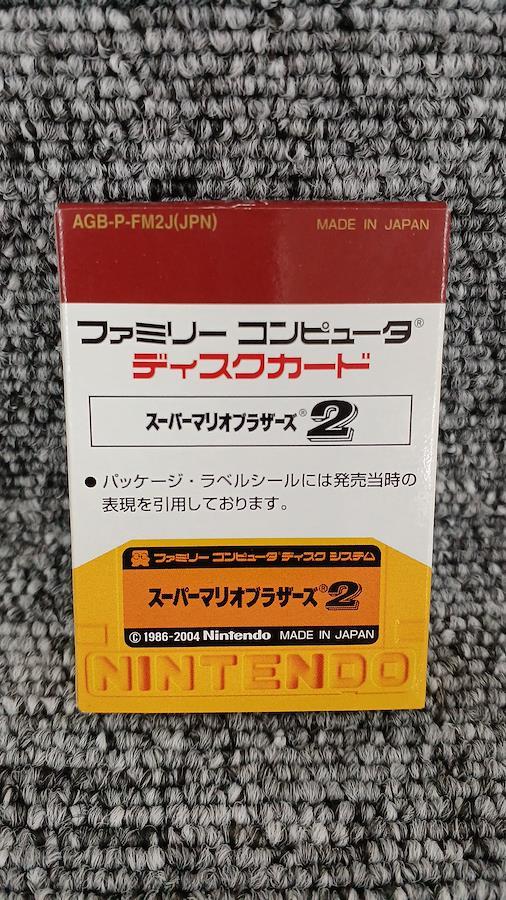 AGB-P-FM2J(JPN) MADE IN JAPAN
ファミリー コンピュータ®
ディスクカード
スーパーマリオブラザーズ®2
● パッケージ・ラベルシールには発売当時の
表現を引用しております。
ファミリー コンピュータ ディスク システム
スーパーマリオブラザーズ®2
©1986-2004 Nintendo MADE IN JAPAN
NINTENDO